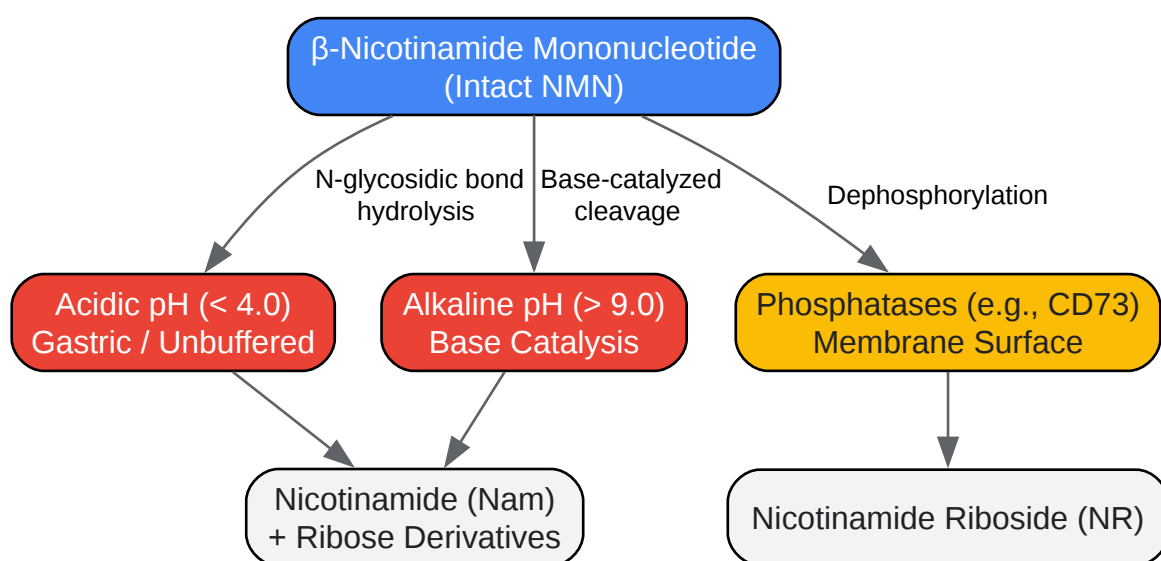 β-Nicotinamide Mononucleotide
(Intact NMN)
N-glycosidic bond
hydrolysis
Base-catalyzed
cleavage
Dephosphorylation
Acidic pH (< 4.0)
Gastric / Unbuffered
Alkaline pH (> 9.0)
Base Catalysis
Phosphatases (e.g., CD73)
Membrane Surface
Nicotinamide (Nam)
+ Ribose Derivatives
Nicotinamide Riboside (NR)